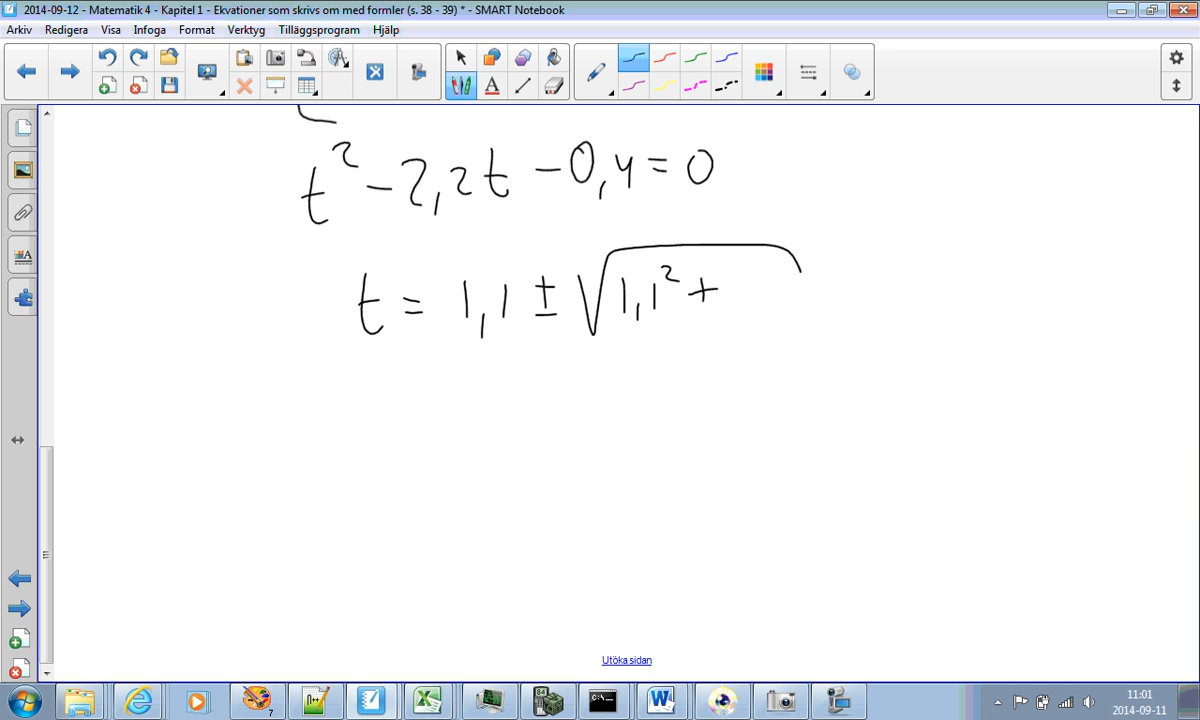 2014-09-12 - Matematik 4 - Kapitel 1 - Ekvationer som skrivs om med formler (s. 38 - 39) * - SMART Notebook
Arkiv Redigera Visa Infoga Format Verktyg Tilläggsprogram Hjälp
t² - 2,2t - 0,4 = 0
t = 1,1 ± √1,1² +
Utöka sidan
11:01
2014-09-11